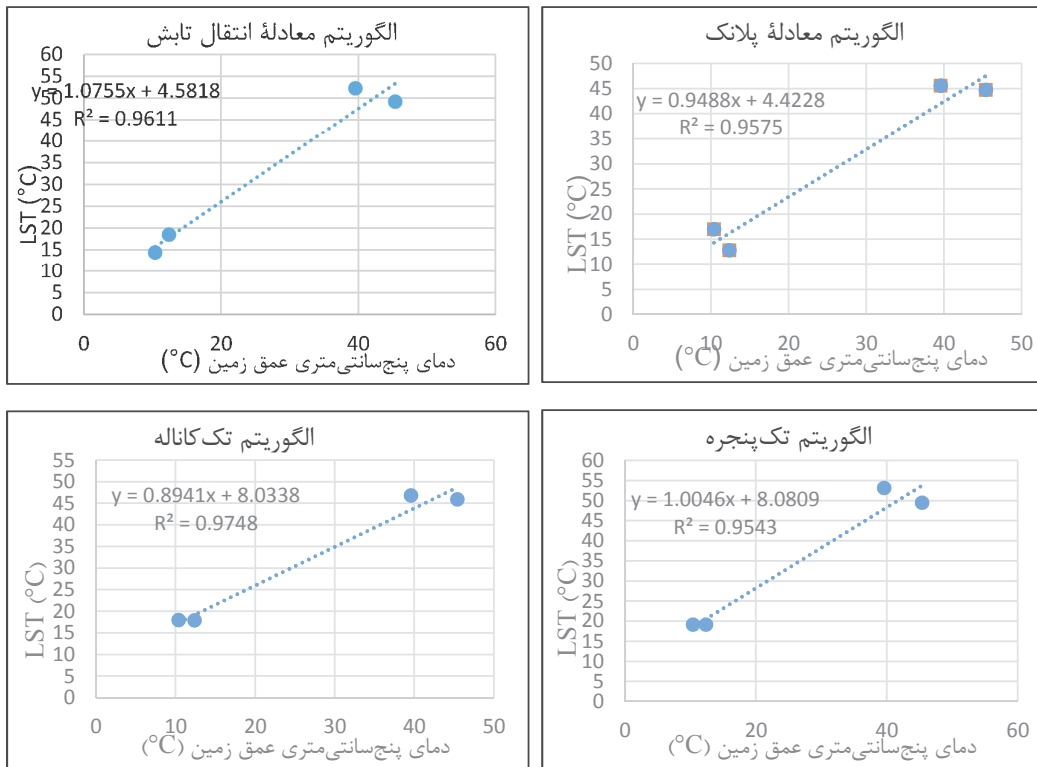 الگوریتم معادلهٔ انتقال تابش
60
55
50
45
40
35
30
25
20
15
10
5
0
y = 1.0755x + 4.5818
R² = 0.9611
LST (°C)
0 20 40 60
دمای پنج‌سانتی‌متری عمق زمین (°C)
الگوریتم معادلهٔ پلانک
50
45
40
35
30
25
20
15
10
5
0
y = 0.9488x + 4.4228
R² = 0.9575
LST (°C)
0 10 20 30 40 50
دمای پنج‌سانتی‌متری عمق زمین (°C)
الگوریتم تک‌کاناله
55
50
45
40
35
30
25
20
15
10
5
0
y = 0.8941x + 8.0338
R² = 0.9748
LST (°C)
0 10 20 30 40 50
دمای پنج‌سانتی‌متری عمق زمین (°C)
الگوریتم تک‌پنجره
60
55
50
45
40
35
30
25
20
15
10
5
0
y = 1.0046x + 8.0809
R² = 0.9543
LST (°C)
0 20 40 60
دمای پنج‌سانتی‌متری عمق زمین (°C)